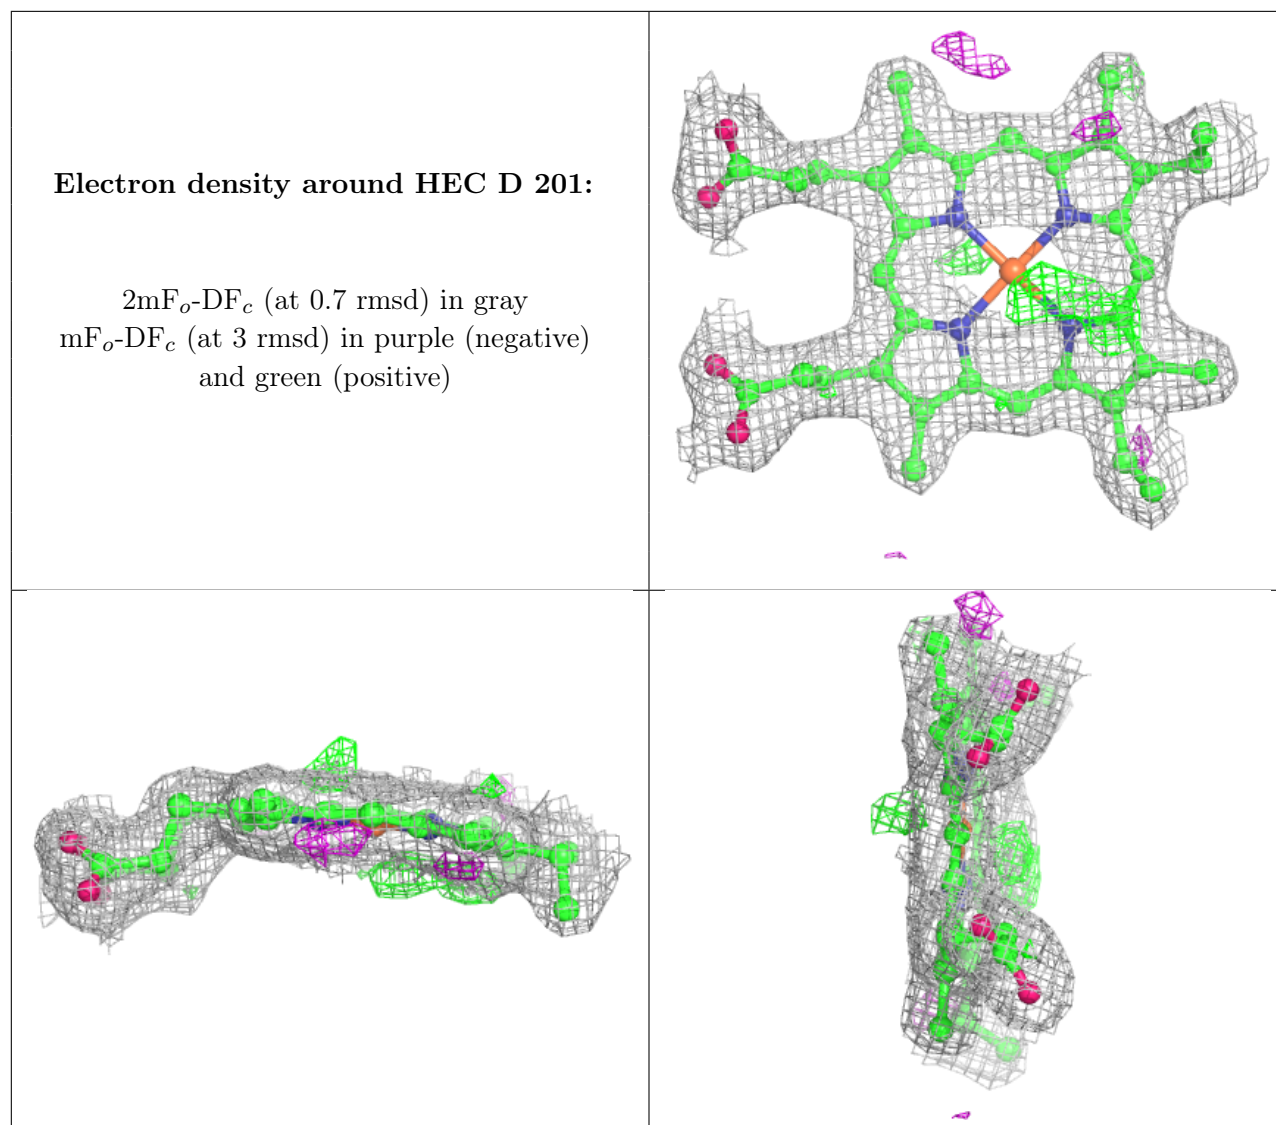 Electron density around HEC D 201:
2mFo-DFc (at 0.7 rmsd) in gray
mFo-DFc (at 3 rmsd) in purple (negative)
and green (positive)